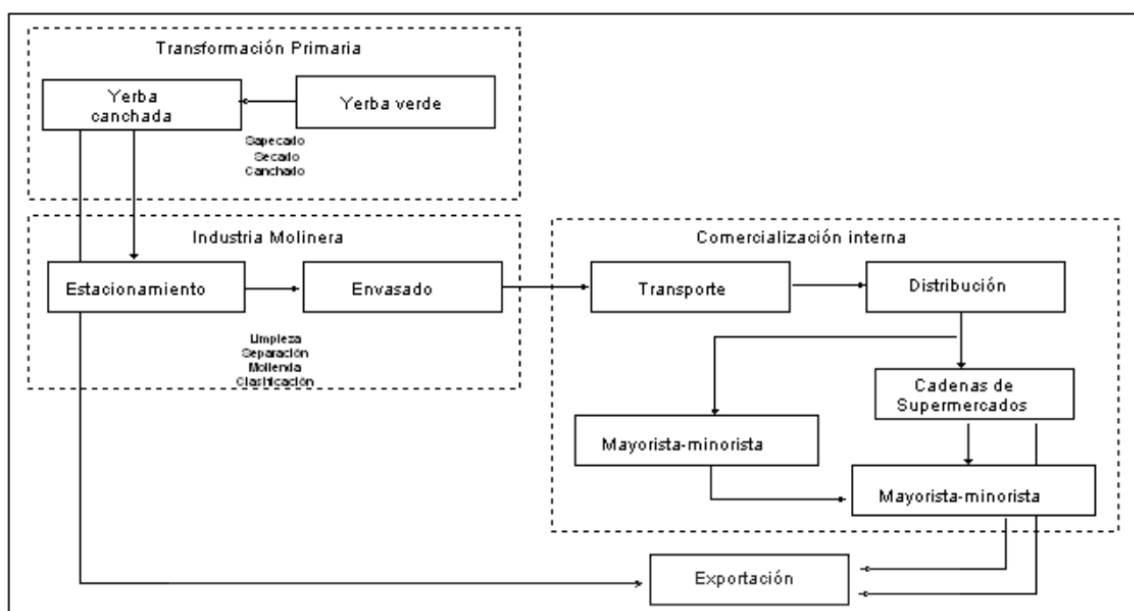 Transformación Primaria
Yerba
canchada
Yerba verde
Sapecado
Secado
Canchado
Industria Molinera
Estacionamiento
Envasado
Limpieza
Separación
Molienda
Clasificación
Comercialización interna
Transporte
Distribución
Cadenas de
Supermercados
Mayorista-minorista
Mayorista-minorista
Exportación